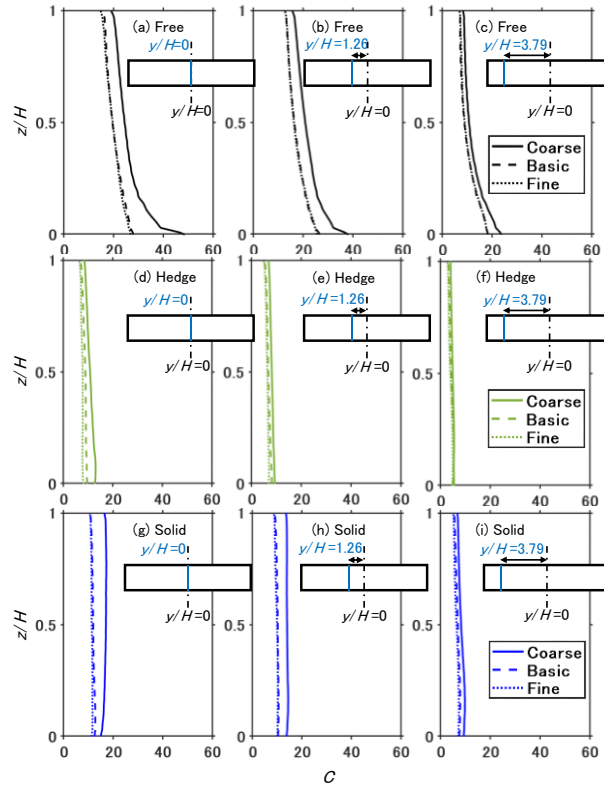 (a) Free
y/H=0
y/H=0
1
0.5
0
z/H
0 20 40 60
(b) Free
y/H=1.26
y/H=0
0 20 40 60
(c) Free
y/H=3.79
y/H=0
Coarse
Basic
Fine
0 20 40 60
(d) Hedge
y/H=0
y/H=0
1
0.5
0
z/H
0 20 40 60
(e) Hedge
y/H=1.26
y/H=0
0 20 40 60
(f) Hedge
y/H=3.79
y/H=0
Coarse
Basic
Fine
0 20 40 60
(g) Solid
y/H=0
y/H=0
1
0.5
0
z/H
0 20 40 60
(h) Solid
y/H=1.26
y/H=0
0 20 40 60
(i) Solid
y/H=3.79
y/H=0
Coarse
Basic
Fine
0 20 40 60
C